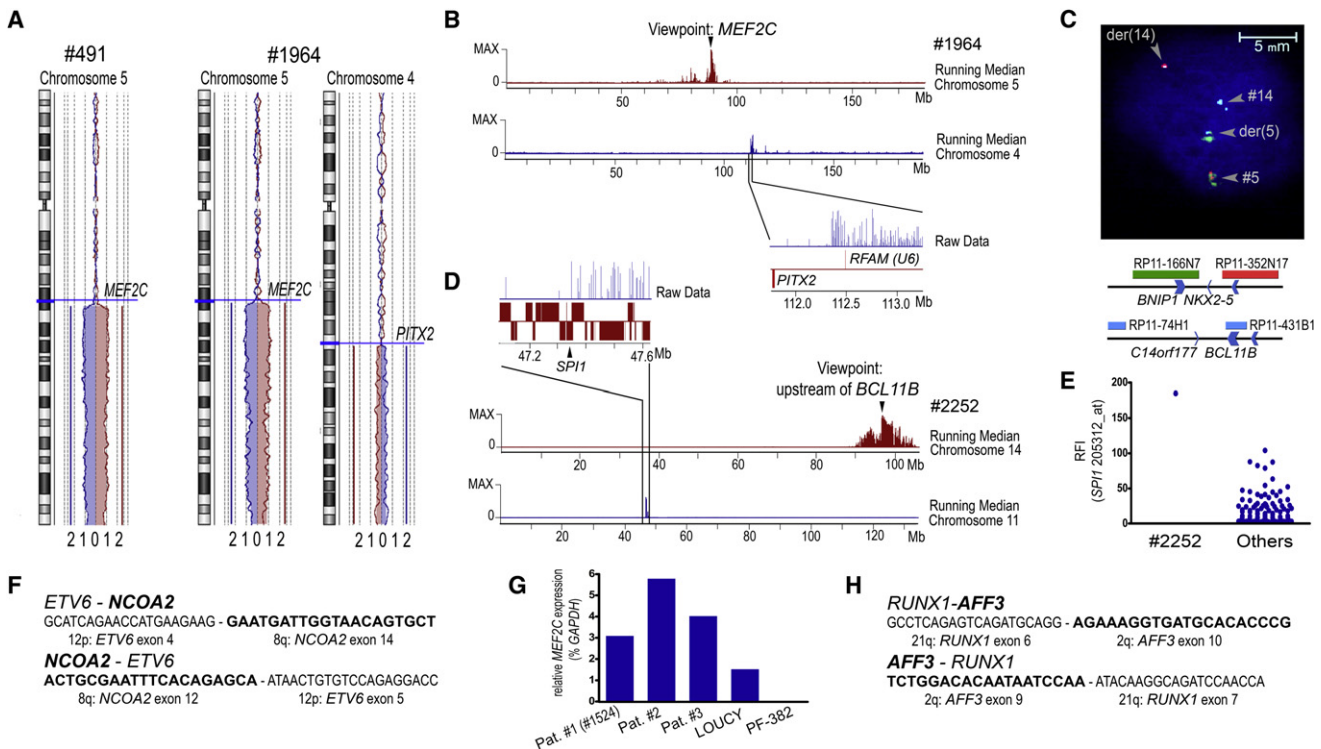 A
#491
Chromosome 5
MEF2C
2 1 0 1 2
#1964
Chromosome 5
Chromosome 4
MEF2C
PITX2
2 1 0 1 2
2 1 0 1 2
B
Viewpoint: MEF2C
#1964
MAX
0
Running Median
Chromosome 5
50 100 150
Mb
MAX
0
Running Median
Chromosome 4
50 100 150
Mb
Raw Data
RFAM (U6)
PITX2
112.0 112.5 113.0
Mb
C
der(14)
5 mm
#14
der(5)
#5
RP11-166N7 RP11-352N17
BNIP1 NKX2-5
RP11-74H1 RP11-431B1
C14orf177 BCL11B
D
Raw Data
47.2 47.6
Mb
SPI1
Viewpoint:
upstream of BCL11B
#2252
MAX
0
Running Median
Chromosome 14
20 40 60 80 100 Mb
MAX
0
Running Median
Chromosome 11
20 40 60 80 100 120 Mb
E
RFI
(SPI1 205312_at)
200
150
100
50
0
#2252 Others
F
ETV6 - NCOA2
GCATCAGAACCATGAAGAAG - GAATGATTGGTAACAGTGCT
12p: ETV6 exon 4 8q: NCOA2 exon 14
NCOA2 - ETV6
ACTGCGAATTTCACAGAGCA - ATAACTGTGTCCAGAGGACC
8q: NCOA2 exon 12 12p: ETV6 exon 5
G
relative MEF2C expression
(% GAPDH)
6
5
4
3
2
1
0
Pat. #1 (#1524)
Pat. #2
Pat. #3
LOUCY
PF-382
H
RUNX1-AFF3
GCCTCAGAGTCAGATGCAGG - AGAAAGGTGATGCACACCCG
21q: RUNX1 exon 6 2q: AFF3 exon 10
AFF3 - RUNX1
TCTGGACACAATAATCCAA - ATACAAGGCAGATCCAACCA
2q: AFF3 exon 9 21q: RUNX1 exon 7